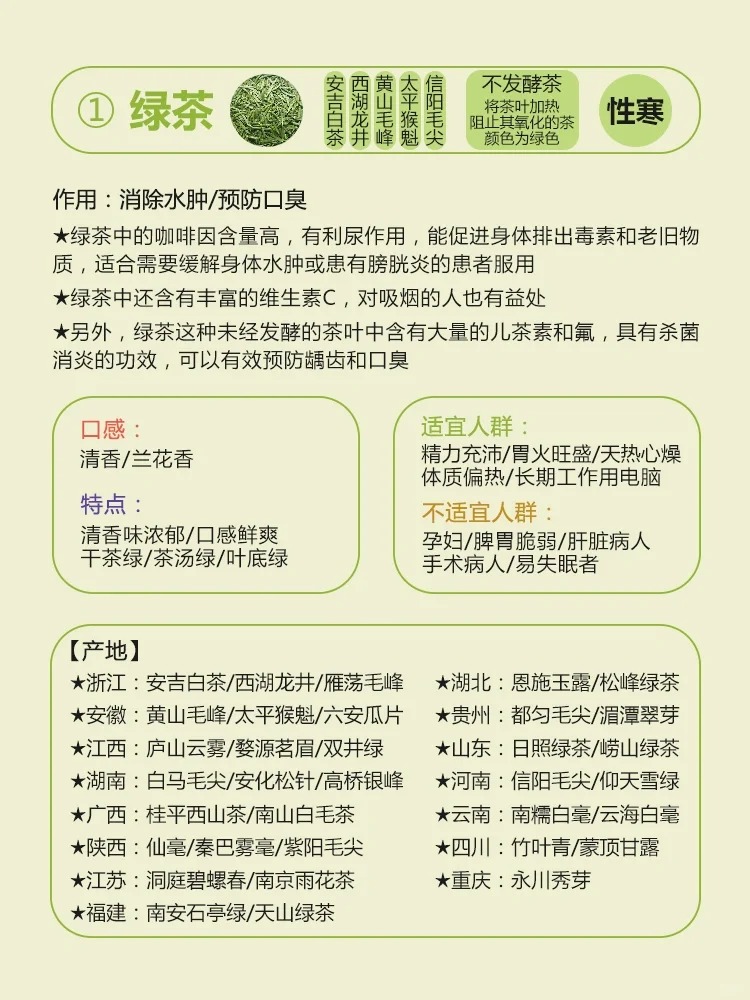 ① 绿茶
安吉白茶
西湖龙井
黄山毛峰
太平猴魁
信阳毛尖
不发酵茶
将茶叶加热
阻止其氧化的茶
颜色为绿色
性寒
作用：消除水肿/预防口臭
★绿茶中的咖啡因含量高，有利尿作用，能促进身体排出毒素和老旧物
质，适合需要缓解身体水肿或患有膀胱炎的患者服用
★绿茶中还含有丰富的维生素C，对吸烟的人也有益处
★另外，绿茶这种未经发酵的茶叶中含有大量的儿茶素和氟，具有杀菌
消炎的功效，可以有效预防龋齿和口臭
口感：
清香/兰花香
特点：
清香味浓郁/口感鲜爽
干茶绿/茶汤绿/叶底绿
适宜人群：
精力充沛/胃火旺盛/天热心燥
体质偏热/长期工作用电脑
不适宜人群：
孕妇/脾胃脆弱/肝脏病人
手术病人/易失眠者
【产地】
★浙江：安吉白茶/西湖龙井/雁荡毛峰
★安徽：黄山毛峰/太平猴魁/六安瓜片
★江西：庐山云雾/婺源茗眉/双井绿
★湖南：白马毛尖/安化松针/高桥银峰
★广西：桂平西山茶/南山白毛茶
★陕西：仙毫/秦巴雾毫/紫阳毛尖
★江苏：洞庭碧螺春/南京雨花茶
★福建：南安石亭绿/天山绿茶
★湖北：恩施玉露/松峰绿茶
★贵州：都匀毛尖/湄潭翠芽
★山东：日照绿茶/崂山绿茶
★河南：信阳毛尖/仰天雪绿
★云南：南糯白毫/云海白毫
★四川：竹叶青/蒙顶甘露
★重庆：永川秀芽